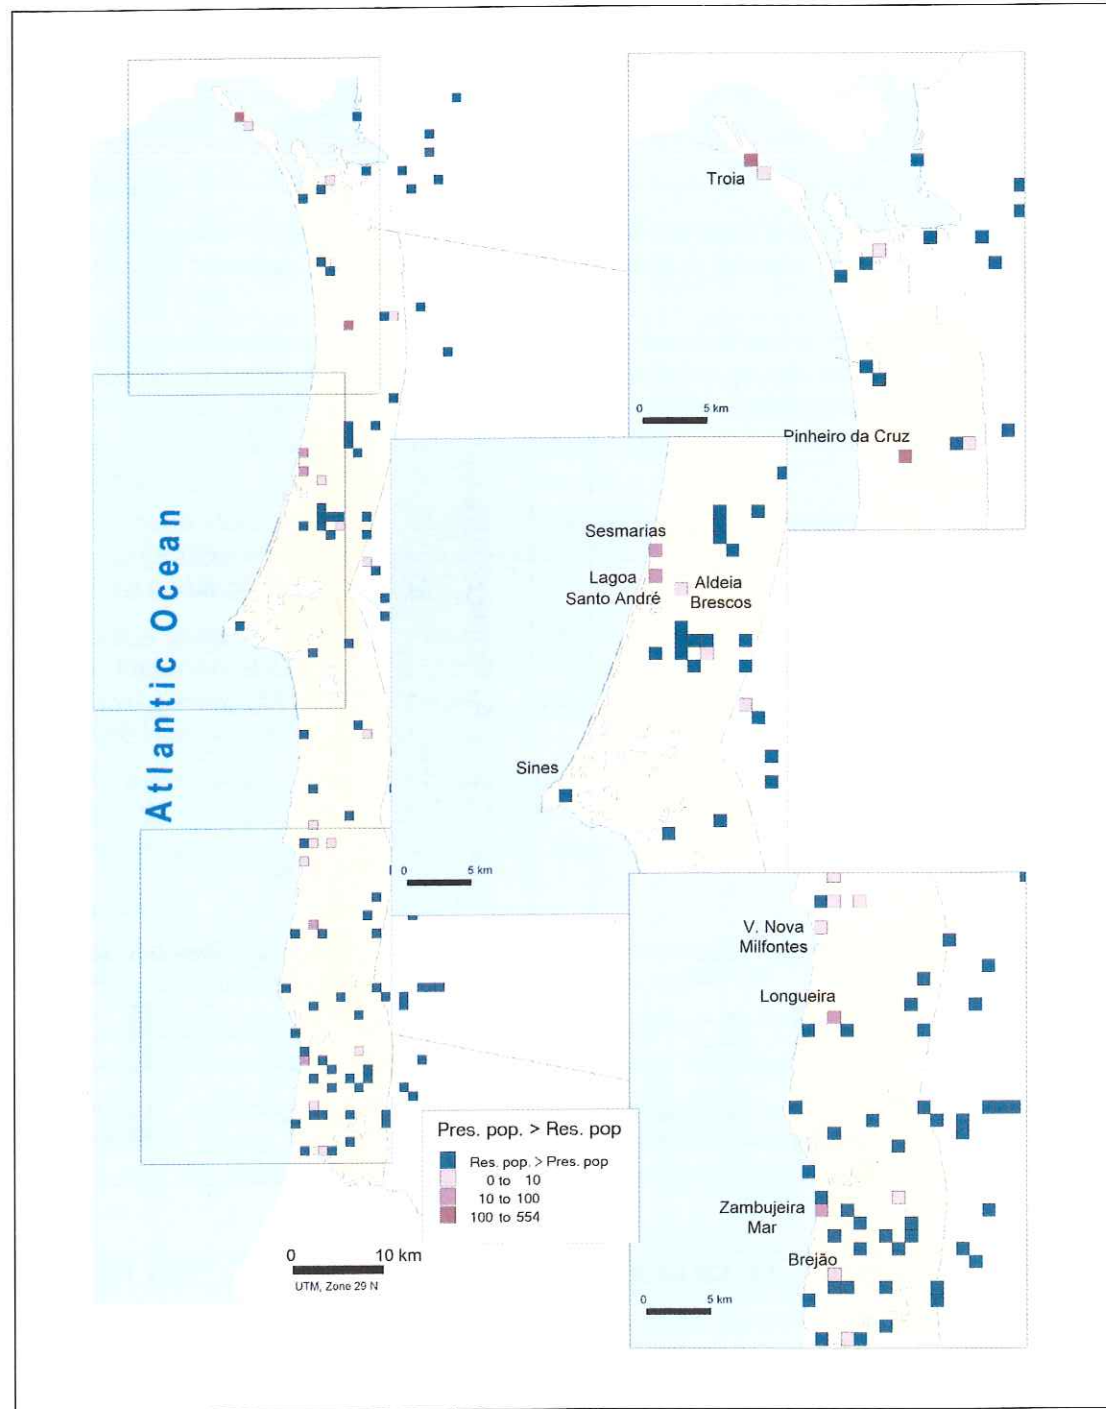 Atlantic Ocean
Troia
0 5 km
Pinheiro da Cruz
Sesmarias
Lagoa
Santo André
Aldeia
Brescos
Sines
0 5 km
V. Nova
Milfontes
Longueira
Zambujeira
Mar
Brejão
0 5 km
Pres. pop. > Res. pop
Res. pop. > Pres. pop
0 to 10
10 to 100
100 to 554
0 10 km
UTM, Zone 29 N